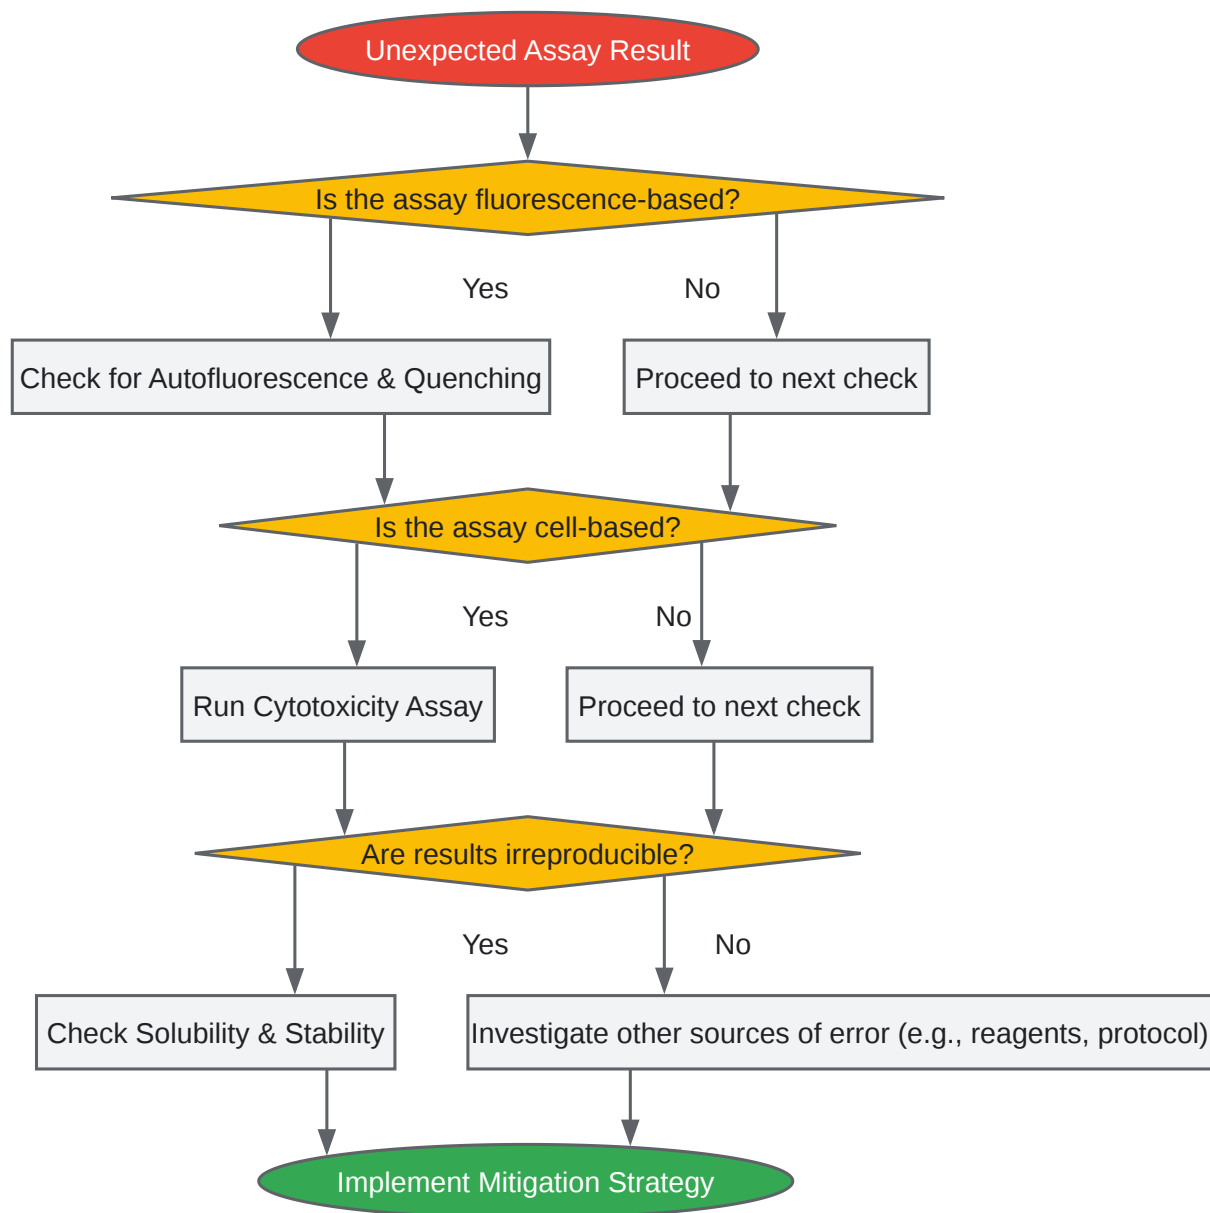 Unexpected Assay Result
Is the assay fluorescence-based?
Yes
No
Check for Autofluorescence & Quenching
Proceed to next check
Is the assay cell-based?
Yes
No
Run Cytotoxicity Assay
Proceed to next check
Are results irreproducible?
Yes
No
Check Solubility & Stability
Investigate other sources of error (e.g., reagents, protocol)
Implement Mitigation Strategy